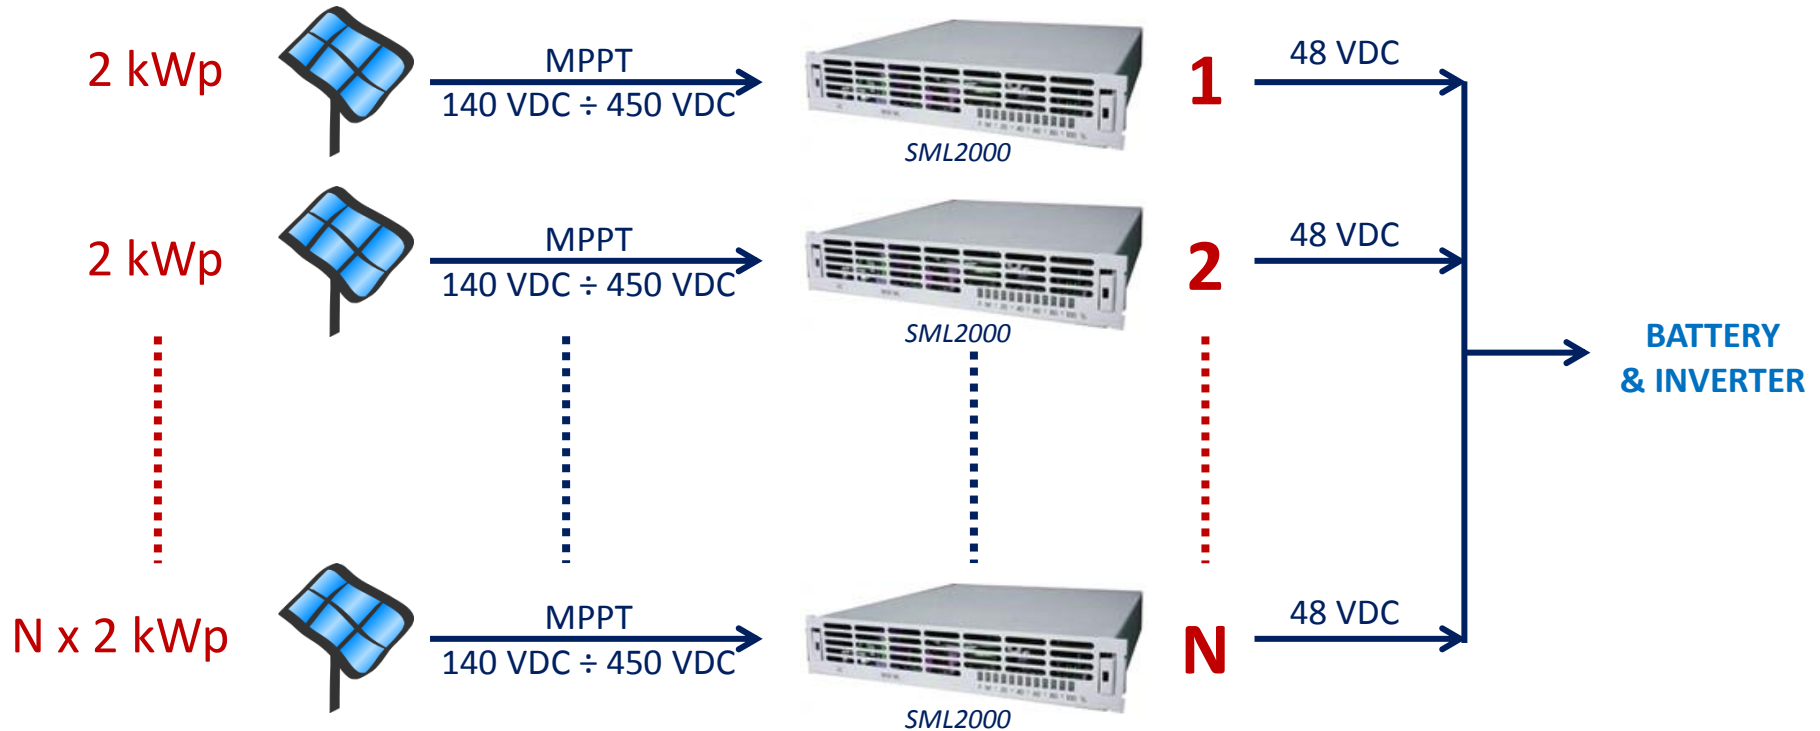 2 kWp
MPPT
140 VDC ÷ 450 VDC
SML2000
1
48 VDC
2 kWp
MPPT
140 VDC ÷ 450 VDC
SML2000
2
48 VDC
BATTERY
& INVERTER
N x 2 kWp
MPPT
140 VDC ÷ 450 VDC
SML2000
N
48 VDC